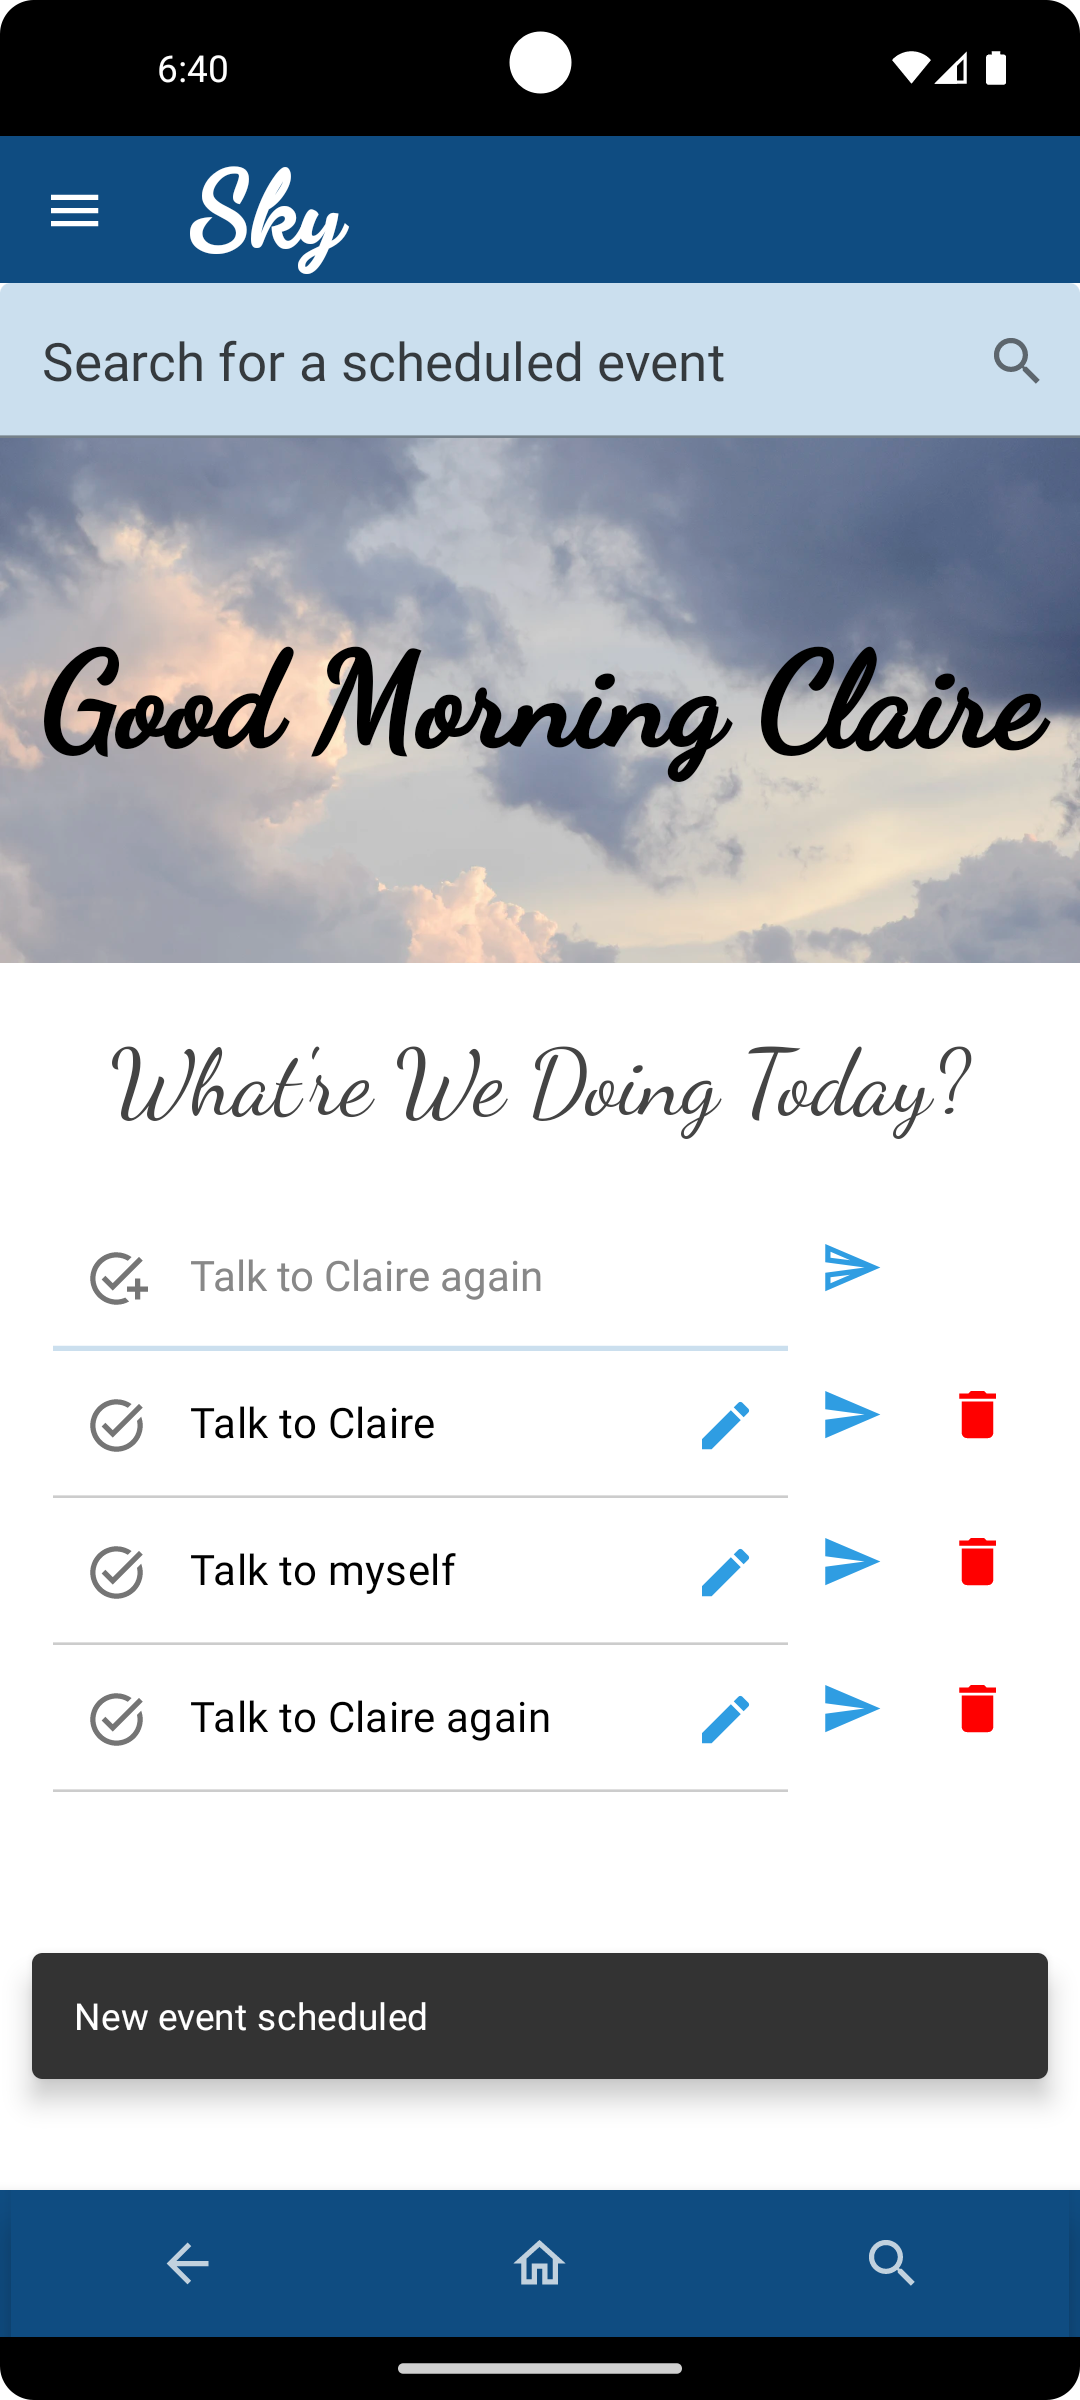 6:40
Sky
Search for a scheduled event
Good Morning Claire
What're We Doing Today?
Talk to Claire again
Talk to Claire
Talk to myself
Talk to Claire again
New event scheduled